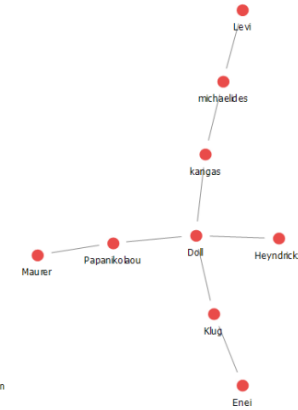 Levi
michaelides
kangas
Doll
Heyndrick
Papanikolaou
Maurer
Klug
Enei